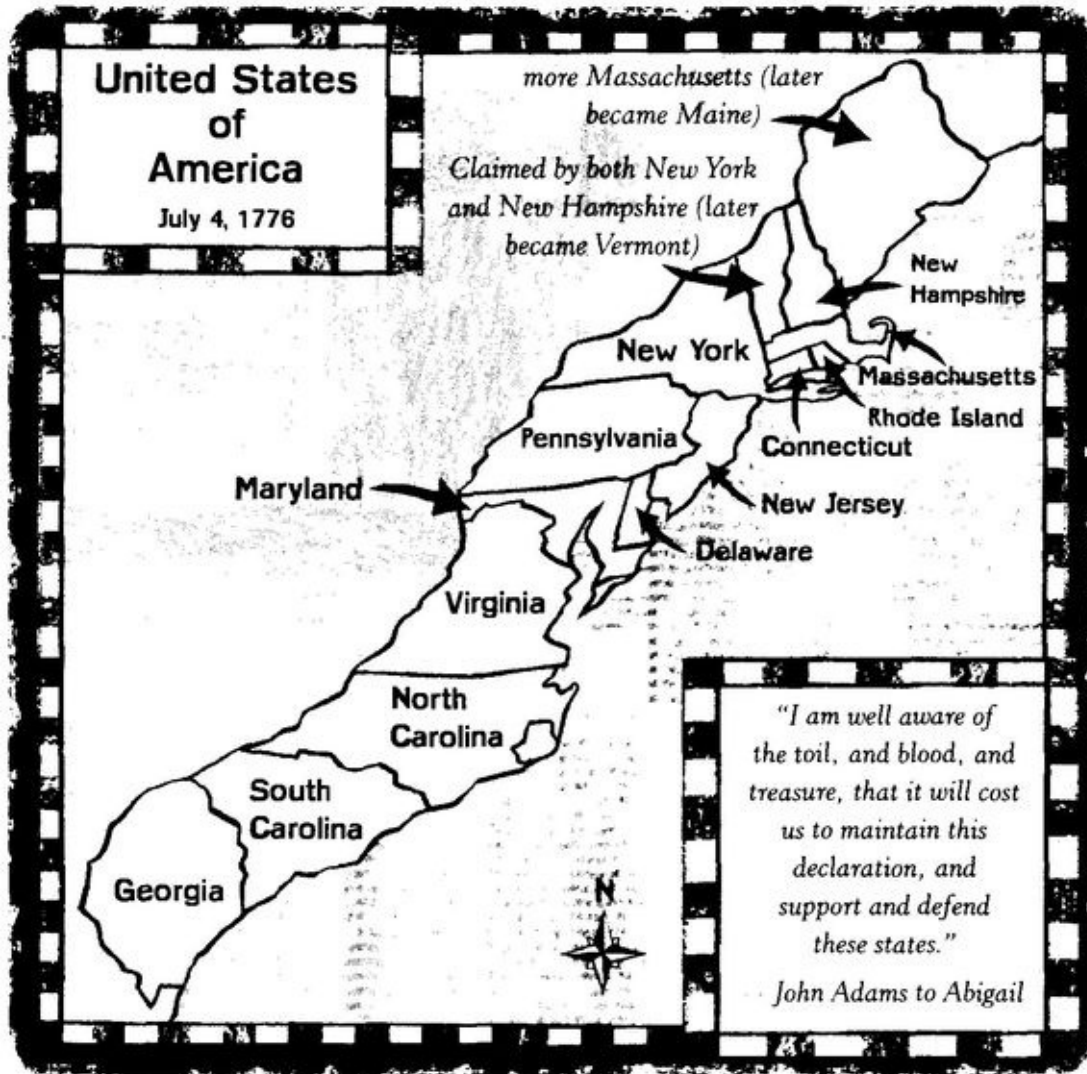 United States
of
America
July 4, 1776
more Massachusetts (later
became Maine)
Claimed by both New York
and New Hampshire (later
became Vermont)
New
Hampshire
New York
Massachusetts
Rhode Island
Pennsylvania
Connecticut
Maryland
New Jersey
Delaware
Virginia
North
Carolina
South
Carolina
Georgia
N
"I am well aware of
the toil, and blood, and
treasure, that it will cost
us to maintain this
declaration, and
support and defend
these states."
John Adams to Abigail